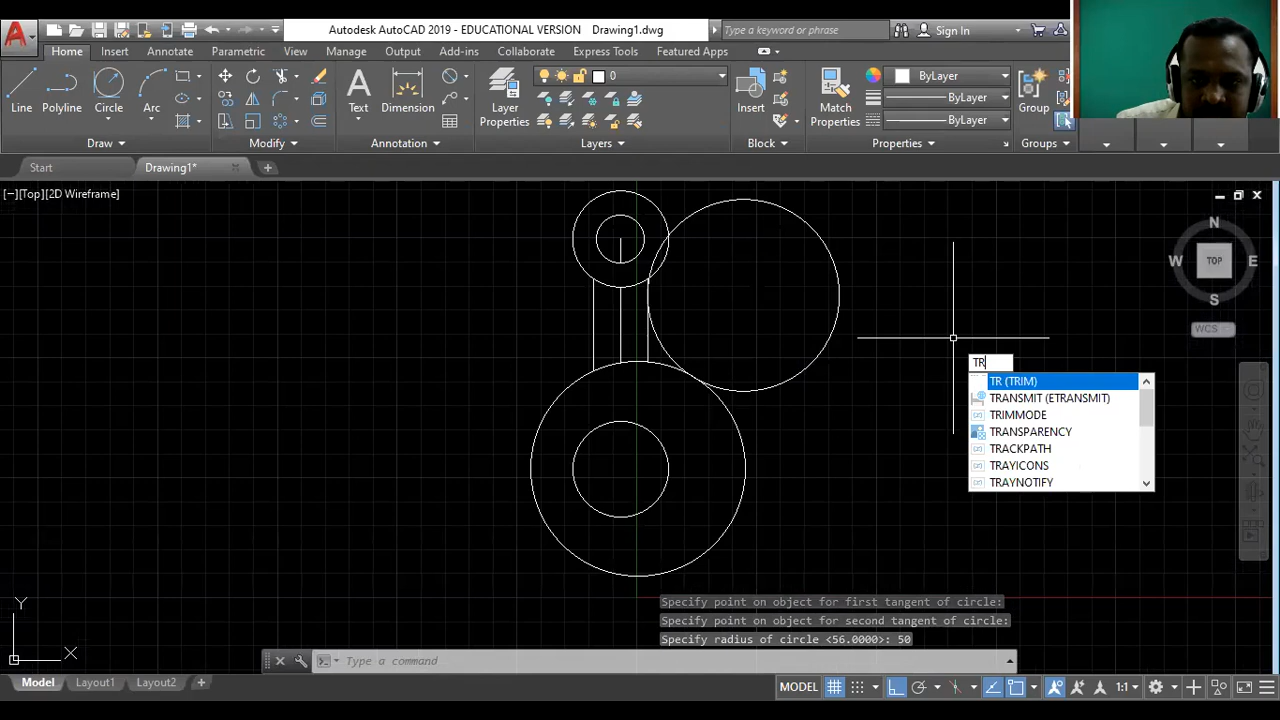 Autodesk AutoCAD 2019 - EDUCATIONAL VERSION Drawing1.dwg
Type a keyword or phrase
Sign In
Home Insert Annotate Parametric View Manage Output Add-ins Collaborate Express Tools Featured Apps
Line Polyline Circle Arc
Text Dimension
Layer Properties
0
Insert
Match Properties
ByLayer
ByLayer
ByLayer
Group
Draw Modify Annotation Layers Block Properties Groups
Start Drawing1*
[−][Top][2D Wireframe]
N
W TOP E
S
WCS
TR
TR (TRIM)
TRANSMIT (ETRANSMIT)
TRIMMODE
TRANSPARENCY
TRACKPATH
TRAYICONS
TRAYNOTIFY
Y
X
Specify point on object for first tangent of circle:
Specify point on object for second tangent of circle:
Specify radius of circle <56.0000>: 50
Type a command
Model Layout1 Layout2
MODEL 1:1